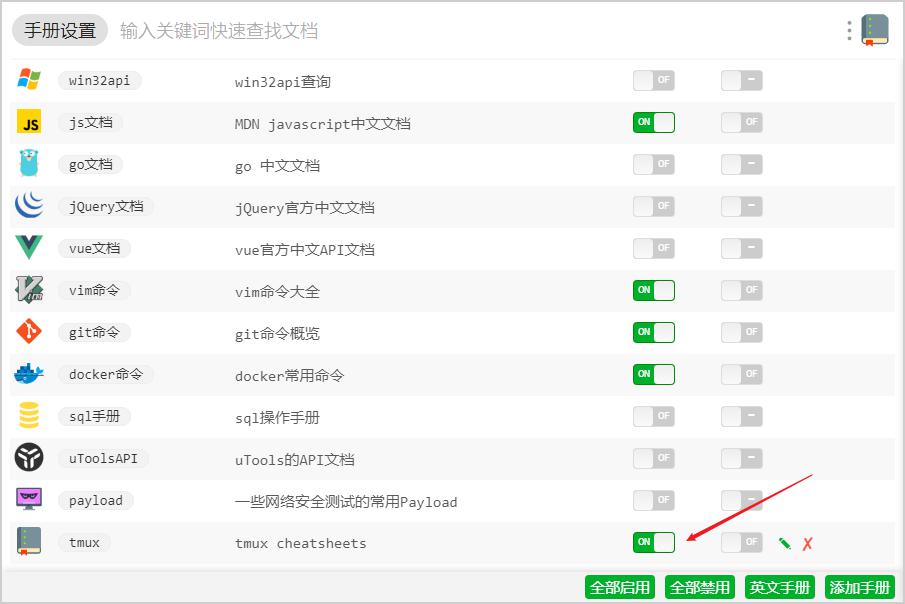 手册设置 输入关键词快速查找文档
win32api win32api查询 OF −
JS js文档 MDN javascript中文文档 ON OF
go文档 go 中文文档 OF −
jQuery文档 jQuery官方中文文档 OF −
vue文档 vue官方中文API文档 OF −
Vim vim命令 vim命令大全 ON OF
git命令 git命令概览 ON OF
docker命令 docker常用命令 ON OF
sql手册 sql操作手册 OF −
uToolsAPI uTools的API文档 OF −
payload 一些网络安全测试的常用Payload OF −
tmux tmux cheatsheets ON OF
全部启用 全部禁用 英文手册 添加手册